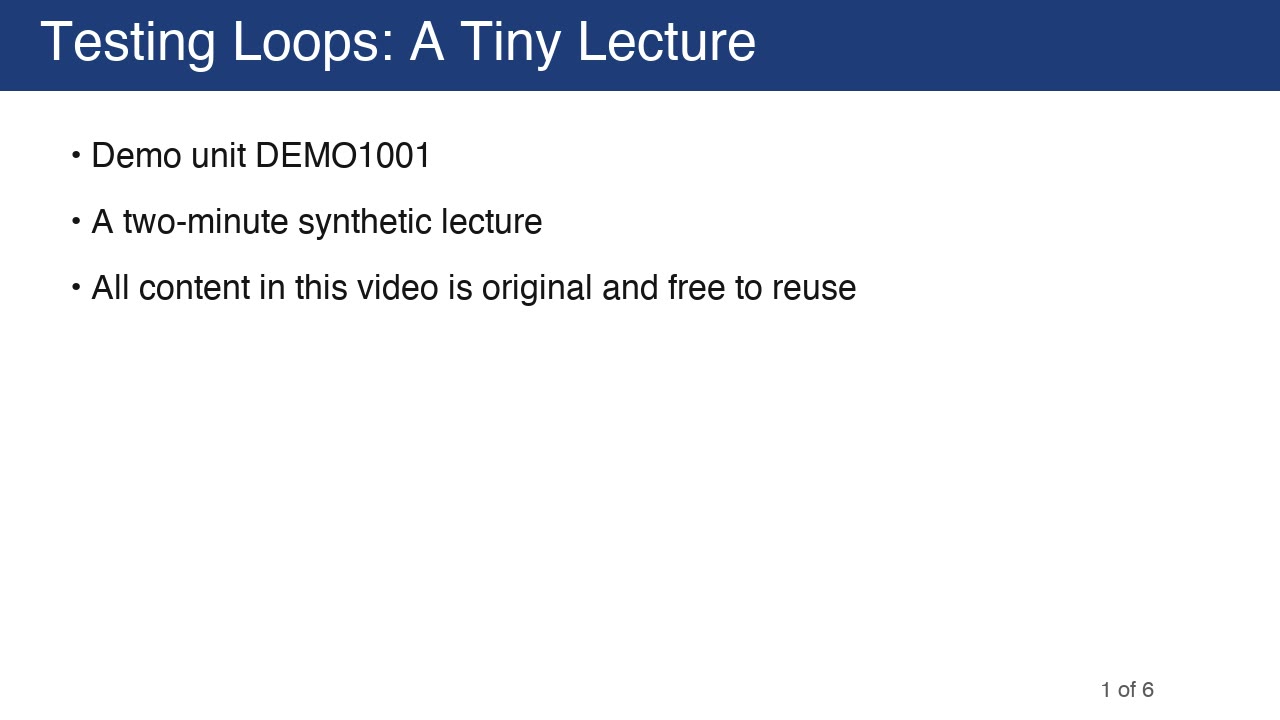 Testing Loops: A Tiny Lecture
• Demo unit DEMO1001
• A two-minute synthetic lecture
• All content in this video is original and free to reuse
1 of 6